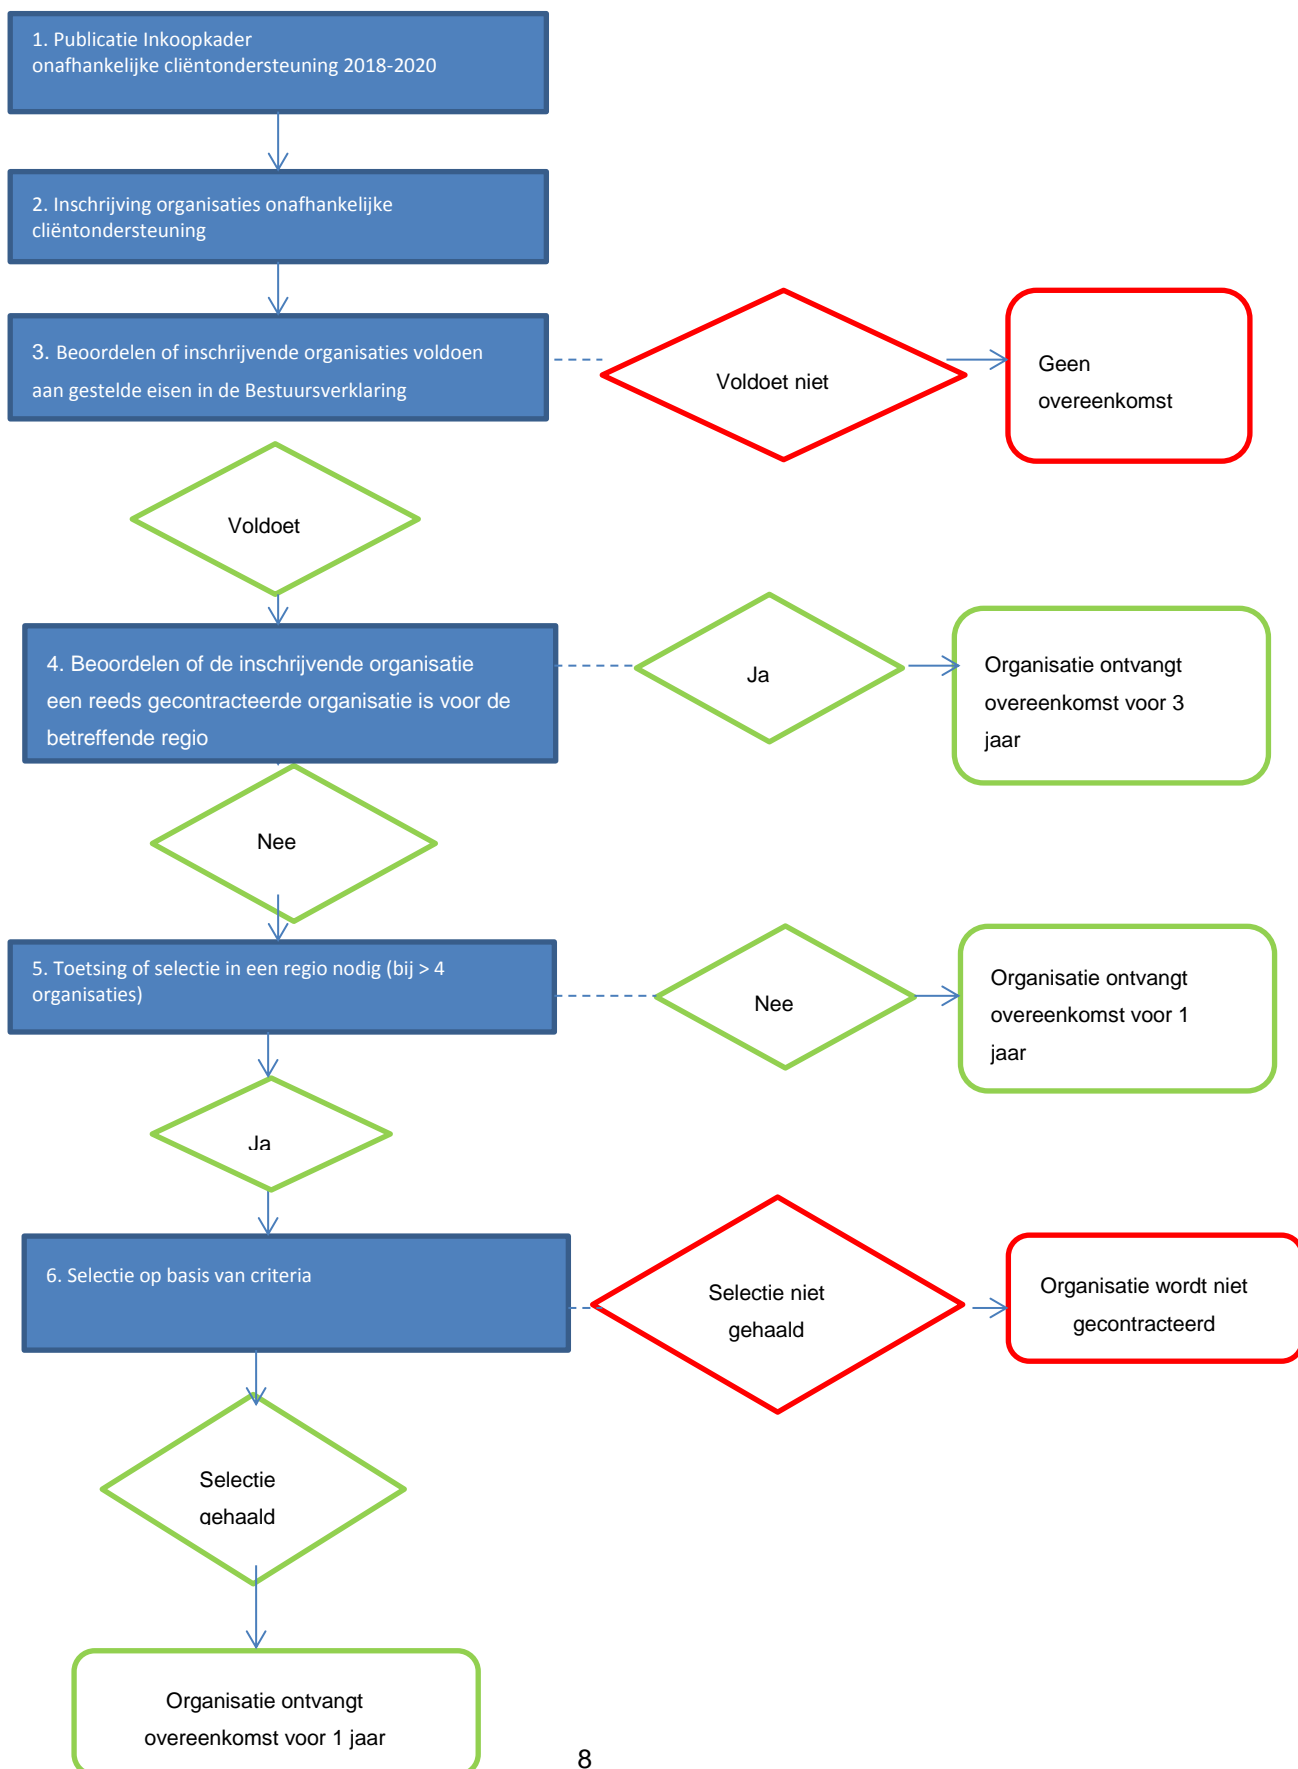 1. Publicatie Inkoopkader
onafhankelijke cliëntondersteuning 2018-2020
2. Inschrijving organisaties onafhankelijke
cliëntondersteuning
3. Beoordelen of inschrijvende organisaties voldoen
aan gestelde eisen in de Bestuursverklaring
Voldoet niet
Geen
overeenkomst
Voldoet
4. Beoordelen of de inschrijvende organisatie
een reeds gecontracteerde organisatie is voor de
betreffende regio
Ja
Organisatie ontvangt
overeenkomst voor 3
jaar
Nee
5. Toetsing of selectie in een regio nodig (bij > 4
organisaties)
Nee
Organisatie ontvangt
overeenkomst voor 1
jaar
Ja
6. Selectie op basis van criteria
Selectie niet
gehaald
Organisatie wordt niet
gecontracteerd
Selectie
gehaald
Organisatie ontvangt
overeenkomst voor 1 jaar
8